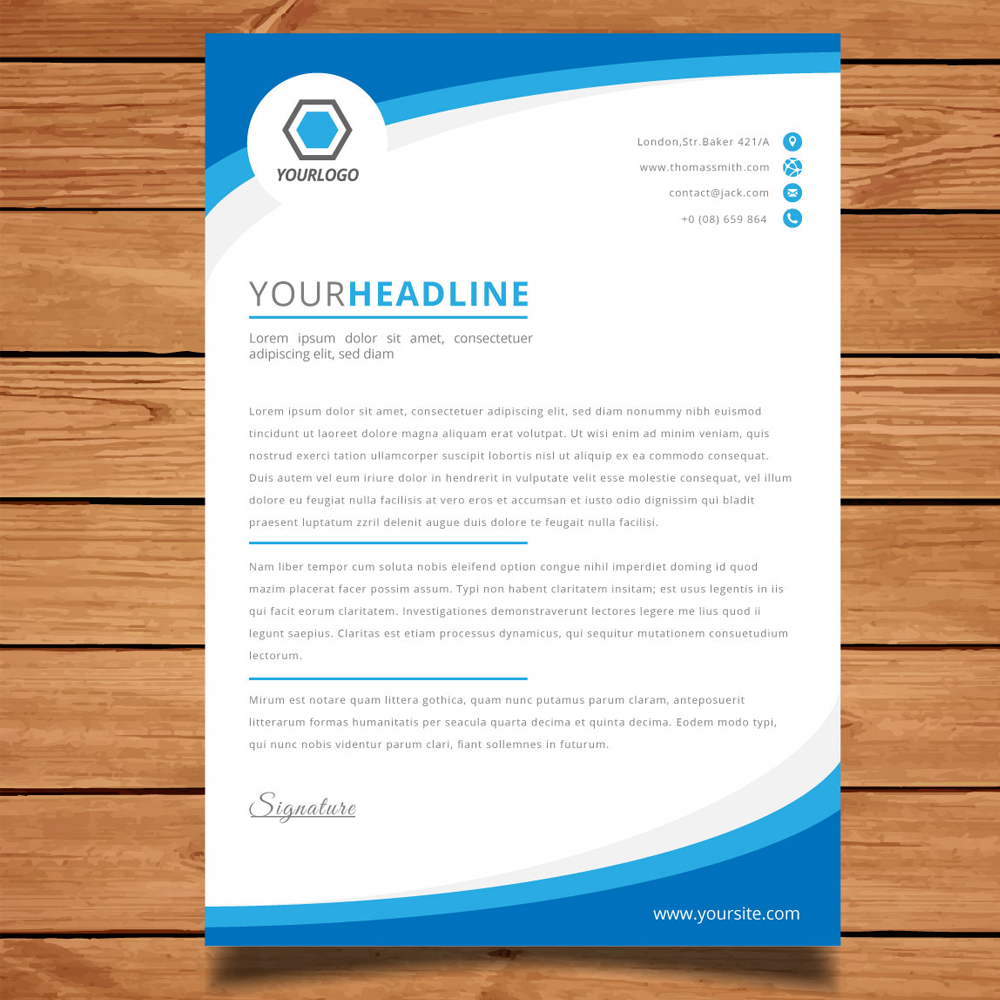 YOURLOGO
London,Str.Baker 421/A
www.thomassmith.com
contact@jack.com
+0 (08) 659 864
YOURHEADLINE
Lorem ipsum dolor sit amet, consectetuer
adipiscing elit, sed diam
Lorem ipsum dolor sit amet, consectetuer adipiscing elit, sed diam nonummy nibh euismod
tincidunt ut laoreet dolore magna aliquam erat volutpat. Ut wisi enim ad minim veniam, quis
nostrud exerci tation ullamcorper suscipit lobortis nisl ut aliquip ex ea commodo consequat.
Duis autem vel eum iriure dolor in hendrerit in vulputate velit esse molestie consequat, vel illum
dolore eu feugiat nulla facilisis at vero eros et accumsan et iusto odio dignissim qui bladit
praesent luptatum zzril delenit augue duis dolore te feugait nulla facilisi.
Nam liber tempor cum soluta nobis eleifend option congue nihil imperdiet doming id quod
mazim placerat facer possim assum. Typi non habent claritatem insitam; est usus legentis in iis
qui facit eorum claritatem. Investigationes demonstraverunt lectores legere me lius quod ii
legunt saepius. Claritas est etiam processus dynamicus, qui sequitur mutationem consuetudium
lectorum.
Mirum est notare quam littera gothica, quam nunc putamus parum claram, anteposuerit
litterarum formas humanitatis per seacula quarta decima et quinta decima. Eodem modo typi,
qui nunc nobis videntur parum clari, fiant sollemnes in futurum.
Signature
www.yoursite.com